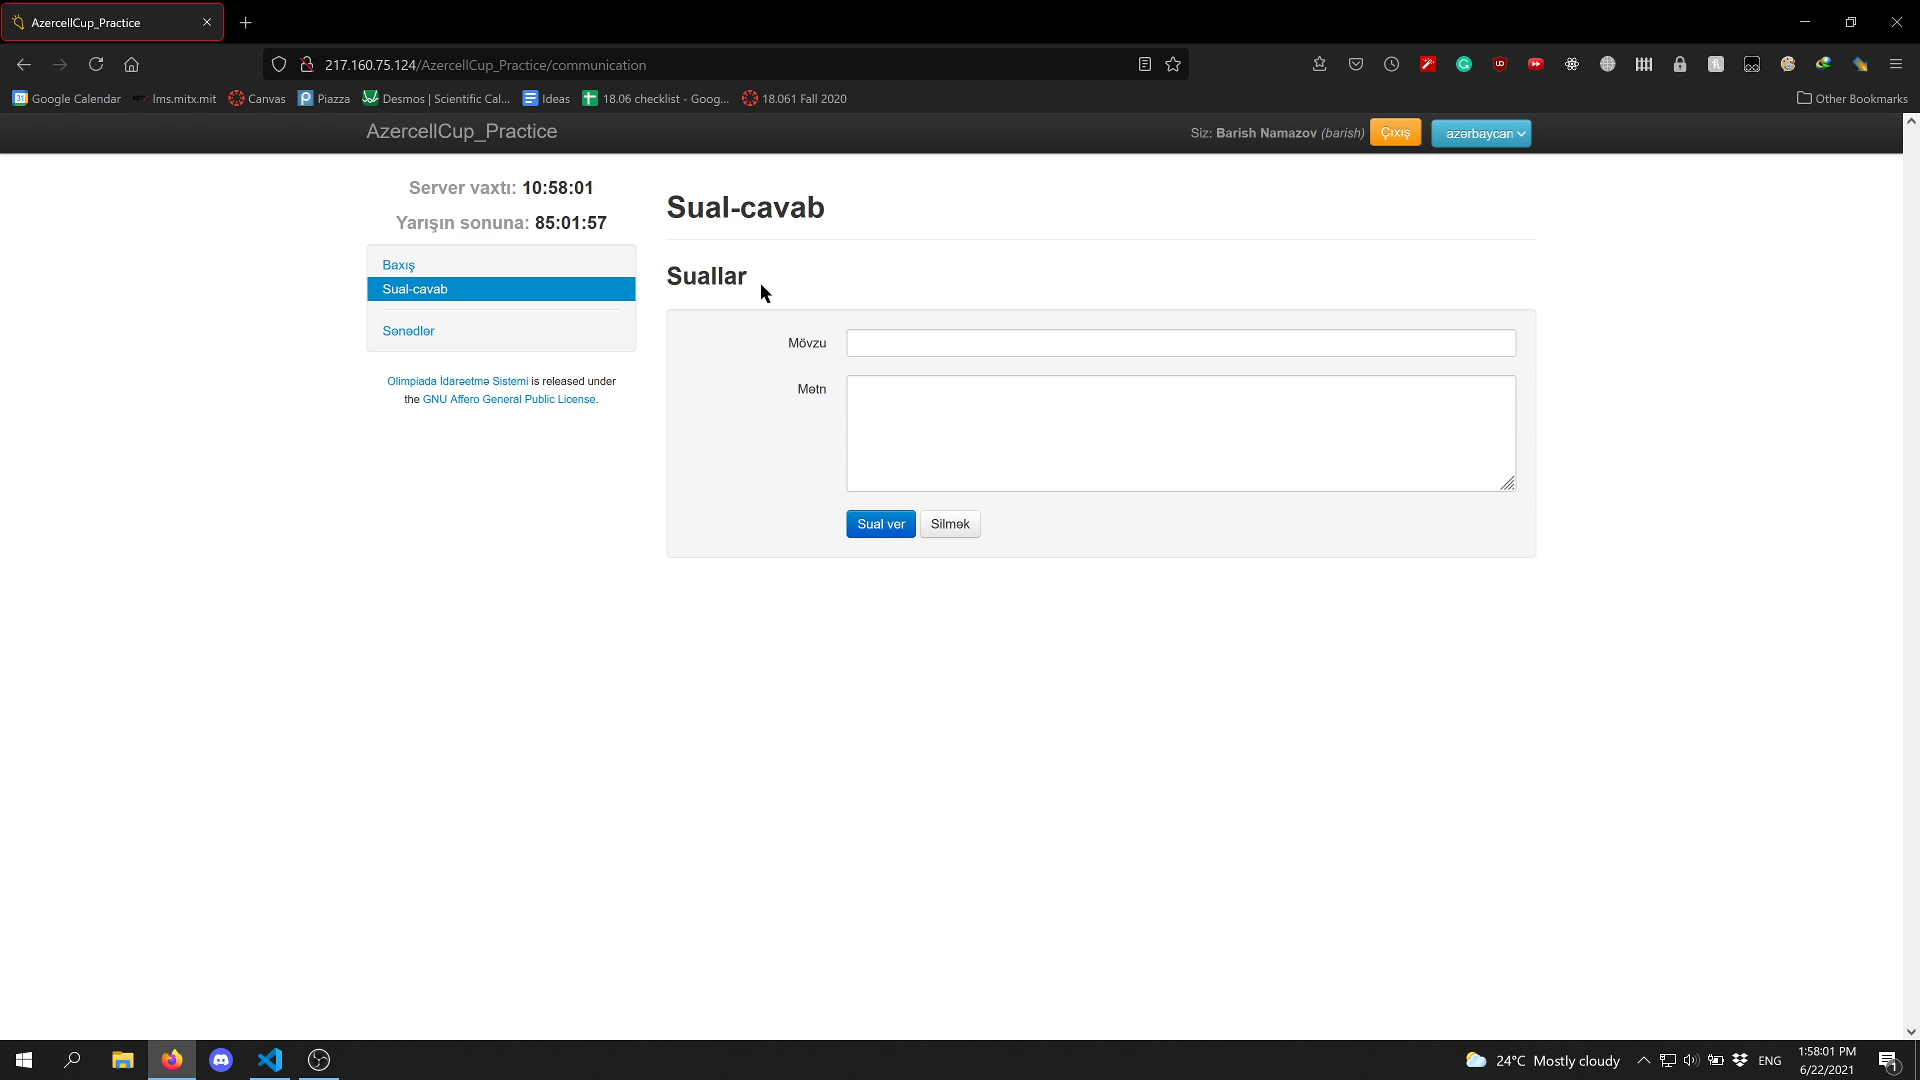 AzercellCup_Practice
217.160.75.124/AzercellCup_Practice/communication
Google Calendar
lms.mitx.mit
Canvas
Piazza
Desmos | Scientific Cal...
Ideas
18.06 checklist - Goog...
18.061 Fall 2020
Other Bookmarks
AzercellCup_Practice
Siz: Barish Namazov (barish)
Çıxış
azərbaycan
Server vaxtı: 10:58:01
Yarışın sonuna: 85:01:57
Baxış
Sual-cavab
Sənədlər
Olimpiada İdarəetmə Sistemi is released under
the GNU Affero General Public License.
Sual-cavab
Suallar
Mövzu
Mətn
Sual ver
Silmək
24°C Mostly cloudy
ENG
1:58:01 PM
6/22/2021
1